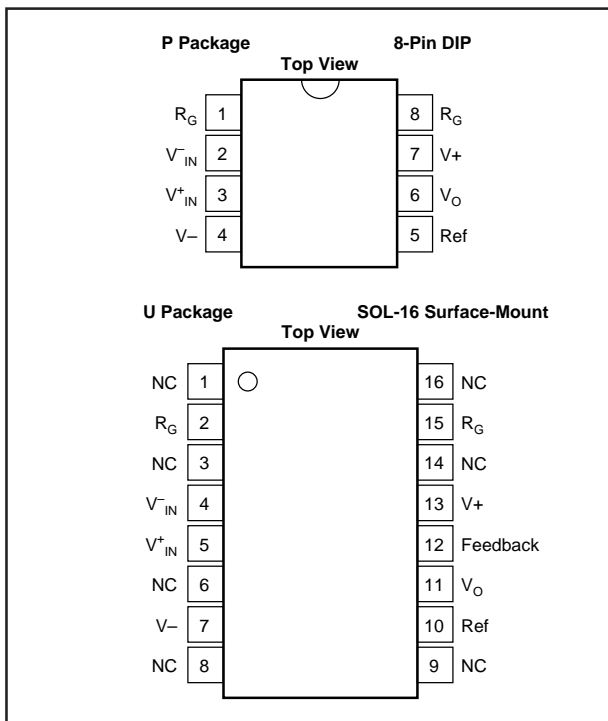 P Package 8-Pin DIP
Top View
R_G 1 8 R_G
V⁻_IN 2 7 V+
V⁺_IN 3 6 V_O
V– 4 5 Ref
U Package SOL-16 Surface-Mount
Top View
NC 1 16 NC
R_G 2 15 R_G
NC 3 14 NC
V⁻_IN 4 13 V+
V⁺_IN 5 12 Feedback
NC 6 11 V_O
V– 7 10 Ref
NC 8 9 NC